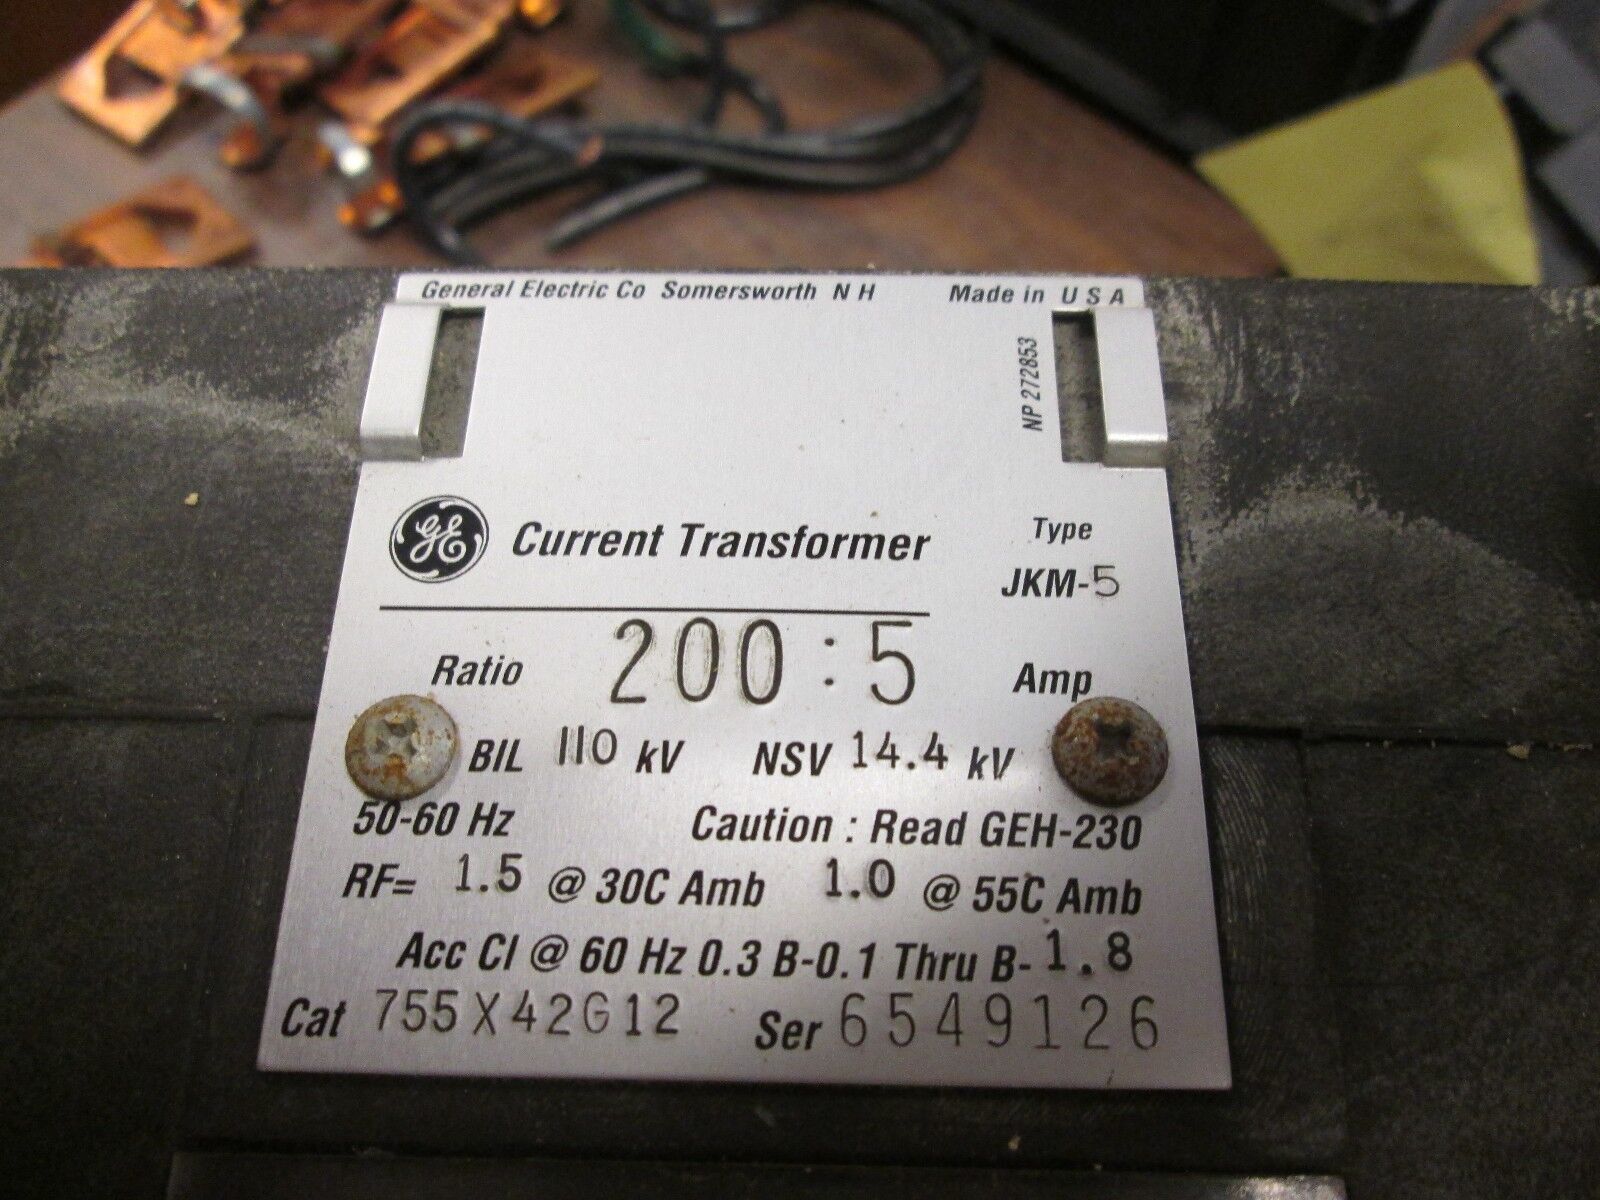 General Electric Co Somersworth N H Made in U S A
NP 272853
GE Current Transformer Type
JKM-5
Ratio 200:5 Amp
BIL 110 kV NSV 14.4 kV
50-60 Hz Caution : Read GEH-230
RF= 1.5 @ 30C Amb 1.0 @ 55C Amb
Acc Cl @ 60 Hz 0.3 B-0.1 Thru B-1.8
Cat 755X42G12 Ser 6549126